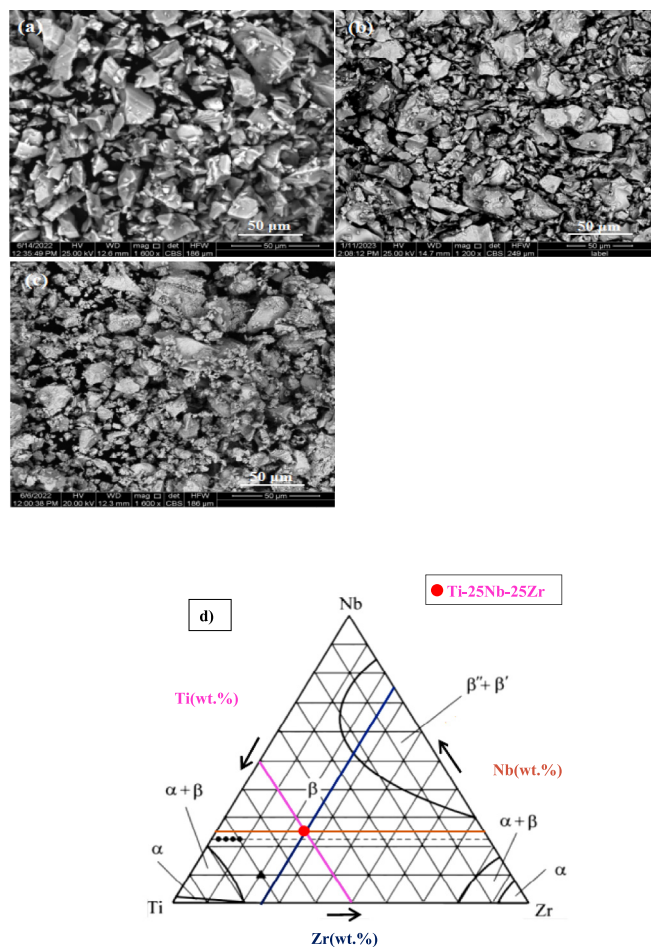 (a)
50 μm
6/14/2022 HV WD mag □ det HFW 50 μm
12:35:49 PM 25.00 kV 12.6 mm 1 600 x CBS 186 μm
(b)
50 μm
1/11/2023 HV WD mag □ det HFW 50 μm
2:08:12 PM 25.00 kV 14.7 mm 1 200 x CBS 249 μm label
(c)
50 μm
6/6/2022 HV WD mag □ det HFW 50 μm
12:00:38 PM 20.00 kV 12.3 mm 1 600 x CBS 186 μm
Ti-25Nb-25Zr
d)
Nb
β″+ β′
Ti(wt.%)
Nb(wt.%)
β
α + β
α + β
α
α
Ti
Zr
Zr(wt.%)